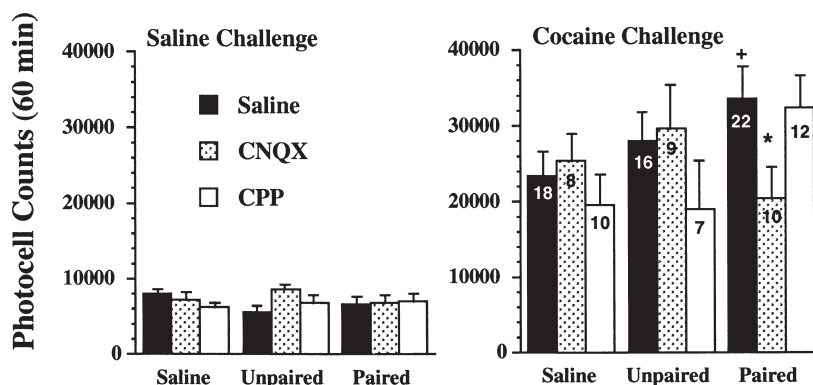 Photocell Counts (60 min)
Saline Challenge
40000
30000
20000
10000
0
Saline
CNQX
CPP
Saline Unpaired Paired
Cocaine Challenge
40000
30000
20000
10000
0
+
*
18 8 10 16 9 7 22 10 12
Saline Unpaired Paired